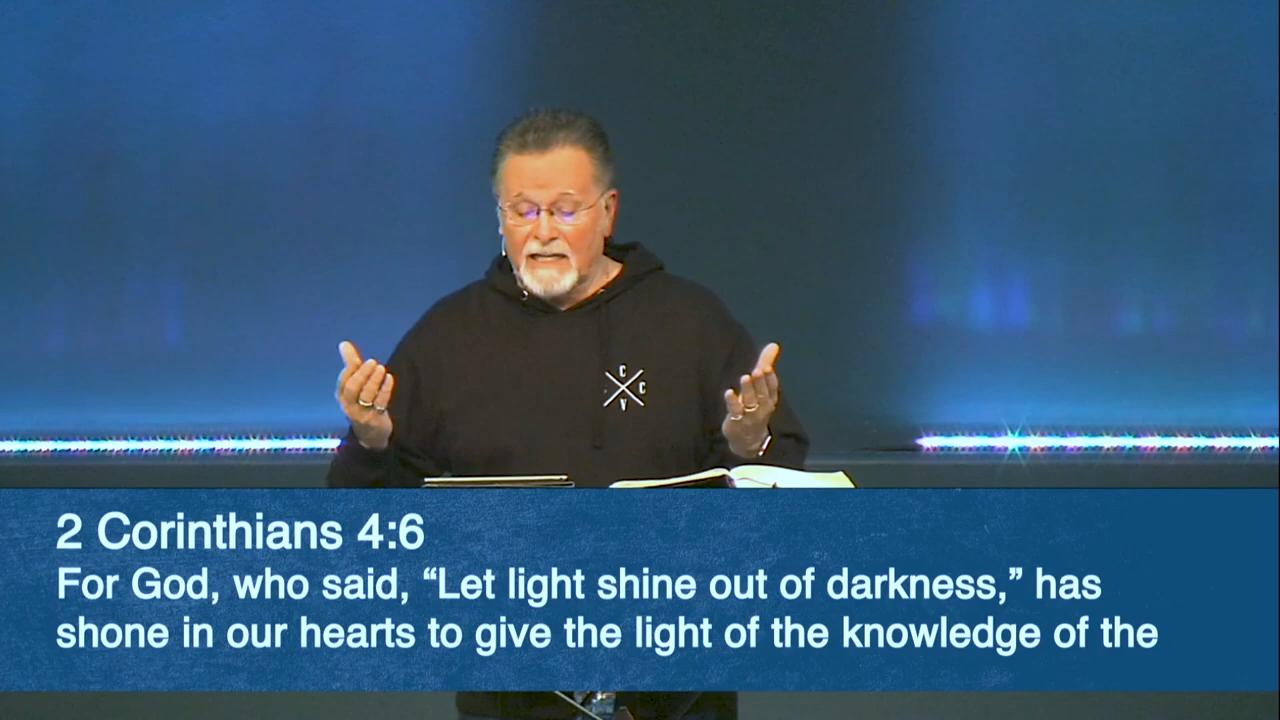 C
C C
V
2 Corinthians 4:6
For God, who said, “Let light shine out of darkness,” has
shone in our hearts to give the light of the knowledge of the